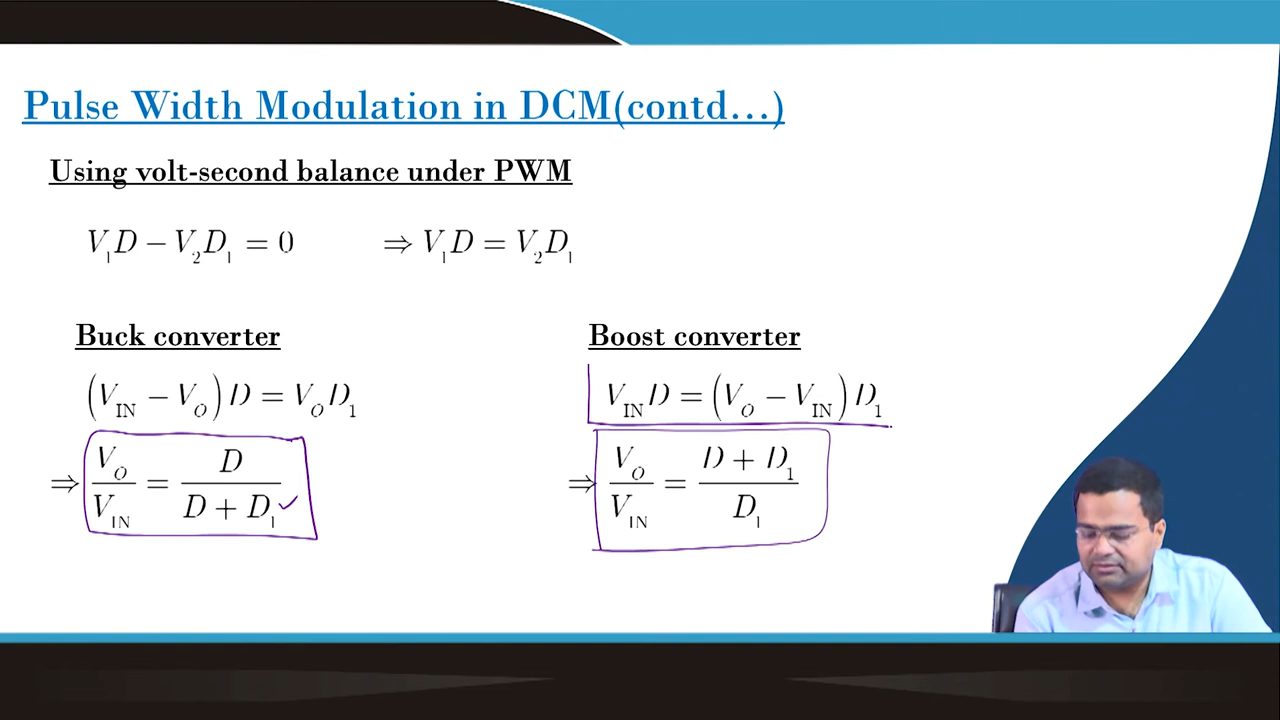 Pulse Width Modulation in DCM(contd...)
Using volt-second balance under PWM
V₁D − V₂D₁ = 0 ⇒ V₁D = V₂D₁
Buck converter
(V_IN − V_O) D = V_O D₁
⇒ V_O / V_IN = D / (D + D₁)
Boost converter
V_IN D = (V_O − V_IN) D₁
⇒ V_O / V_IN = (D + D₁) / D₁